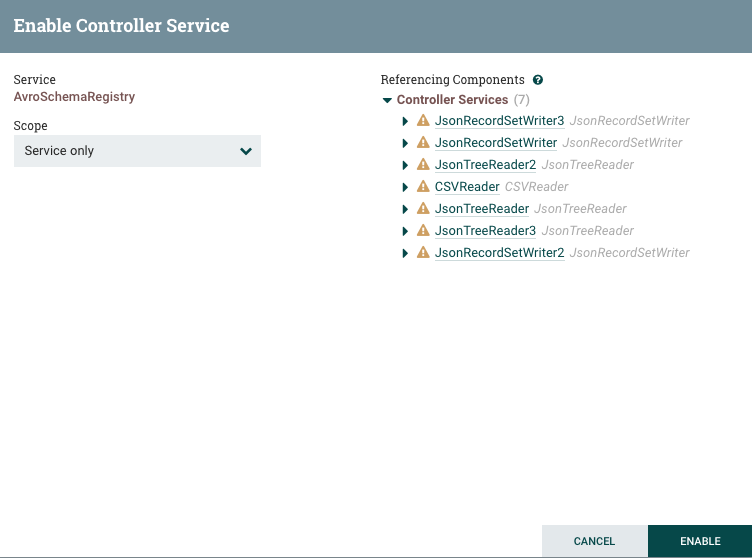 Enable Controller Service
Service
AvroSchemaRegistry
Scope
Service only
Referencing Components ?
Controller Services (7)
JsonRecordSetWriter3 JsonRecordSetWriter
JsonRecordSetWriter JsonRecordSetWriter
JsonTreeReader2 JsonTreeReader
CSVReader CSVReader
JsonTreeReader JsonTreeReader
JsonTreeReader3 JsonTreeReader
JsonRecordSetWriter2 JsonRecordSetWriter
CANCEL ENABLE